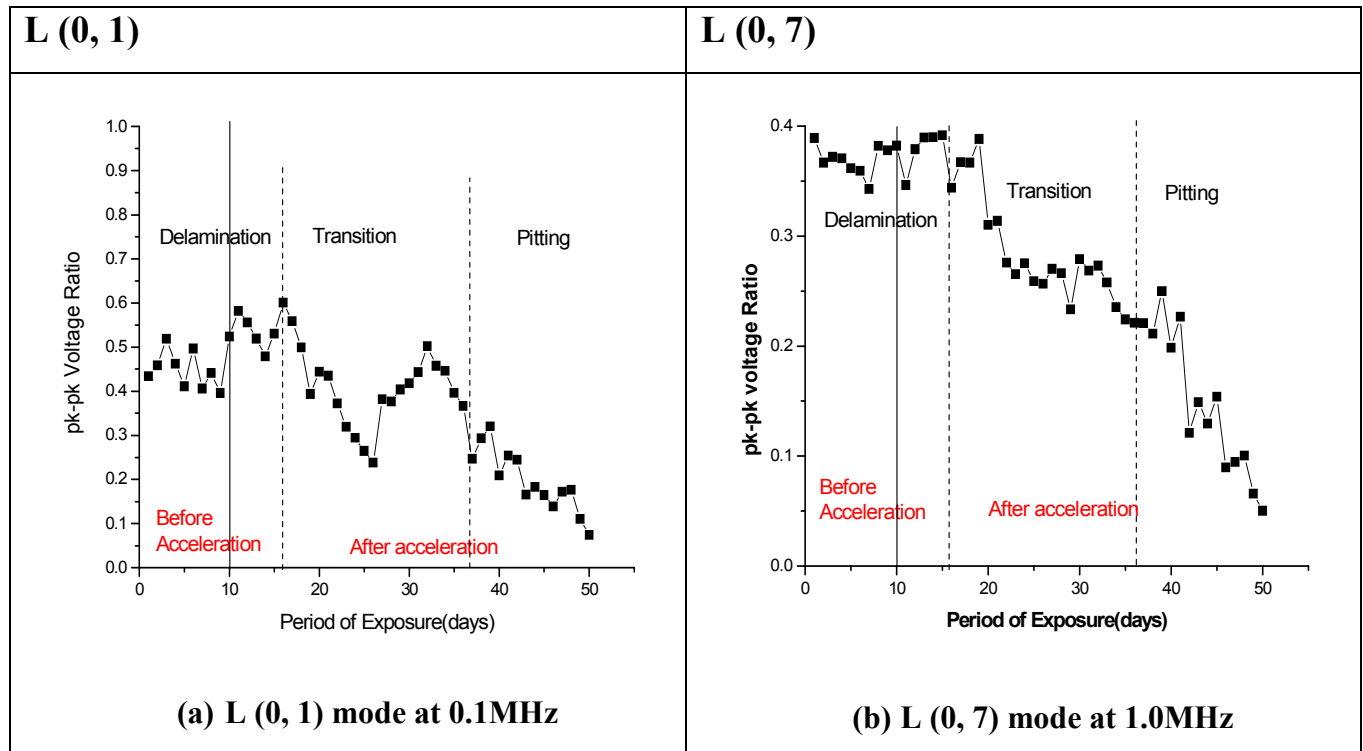 L (0, 1)
L (0, 7)
1.0
0.9
0.8
0.7
0.6
0.5
0.4
0.3
0.2
0.1
0.0
pk-pk Voltage Ratio
Delamination
Transition
Pitting
Before
Acceleration
After acceleration
0
10
20
30
40
50
Period of Exposure(days)
(a) L (0, 1) mode at 0.1MHz
0.4
0.3
0.2
0.1
0.0
pk-pk voltage Ratio
Transition
Pitting
Delamination
Before
Acceleration
After acceleration
0
10
20
30
40
50
Period of Exposure(days)
(b) L (0, 7) mode at 1.0MHz